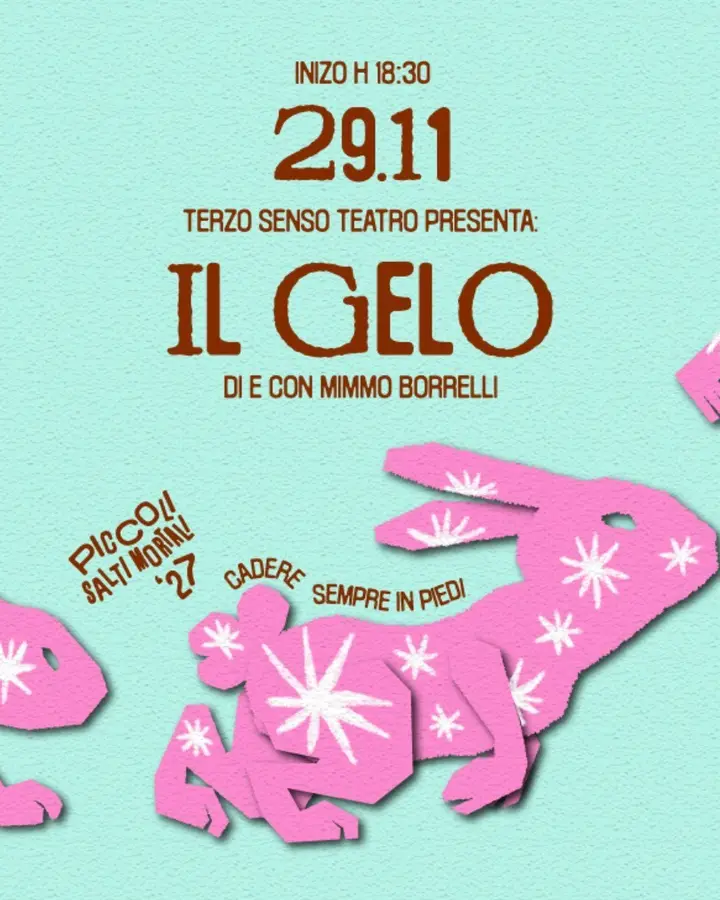 INIZO H 18:30
29.11
TERZO SENSO TEATRO PRESENTA:
IL GELO
DI E CON MIMMO BORRELLI
PICCOLI
SALTI MORTALI
'27
CADERE SEMPRE IN PIEDI